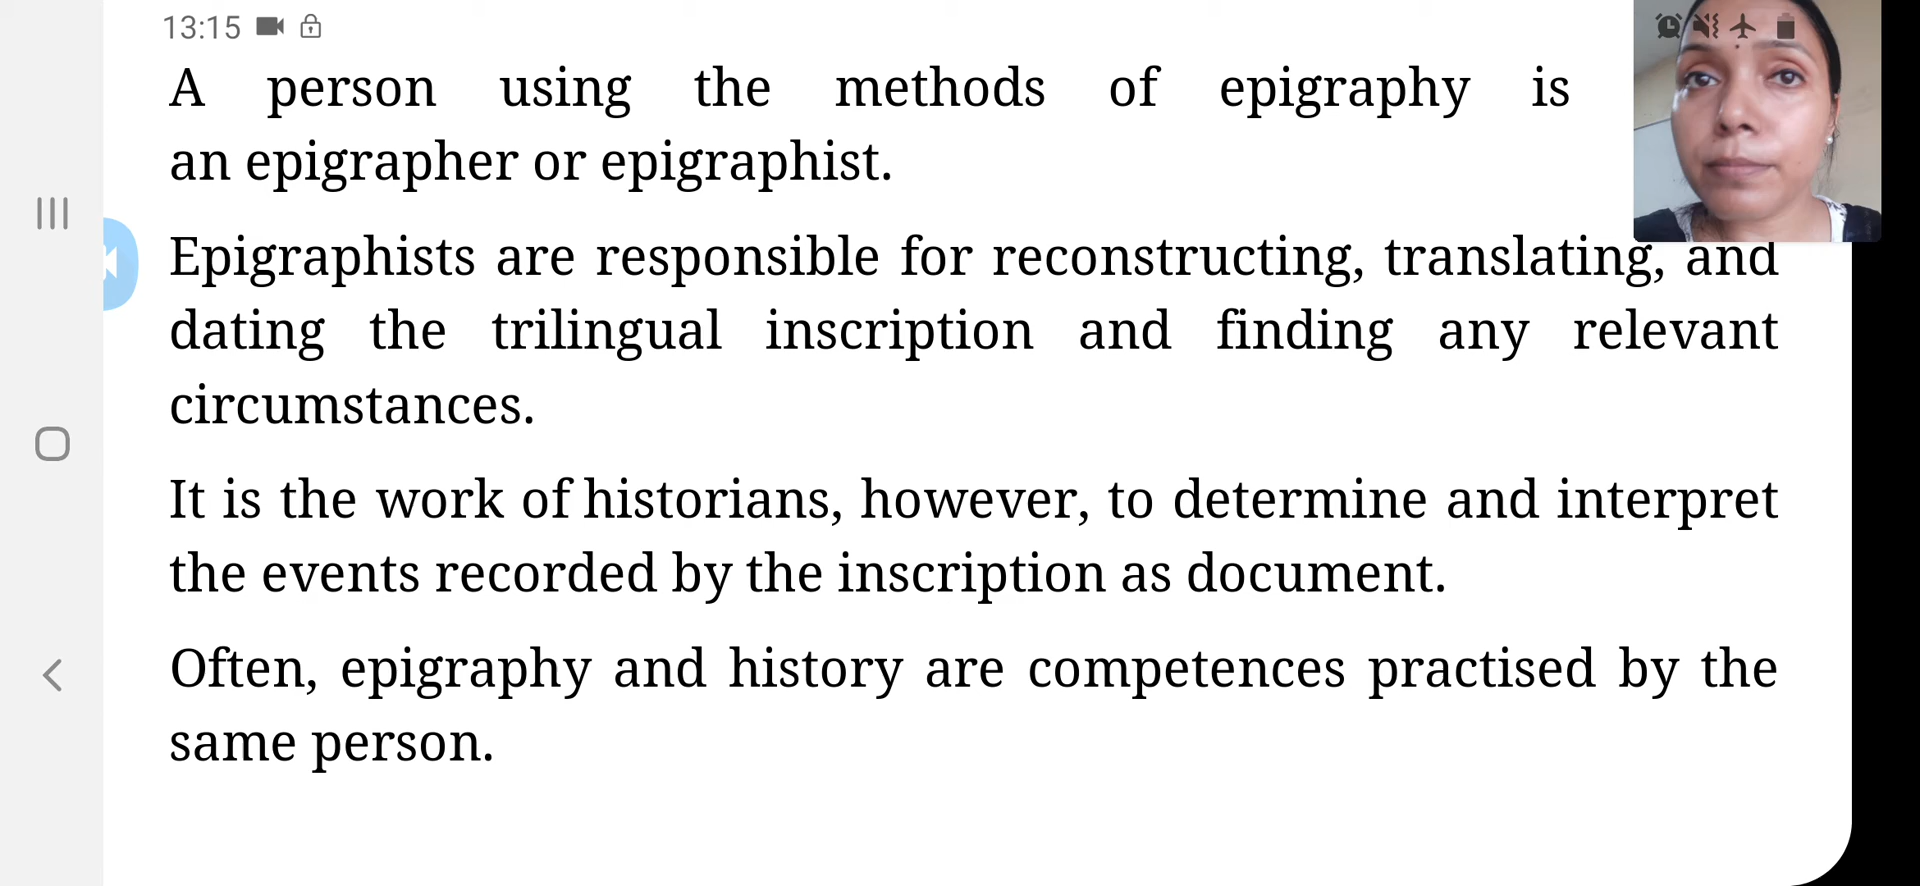 13:15
A person using the methods of epigraphy is
an epigrapher or epigraphist.
Epigraphists are responsible for reconstructing, translating, and
dating the trilingual inscription and finding any relevant
circumstances.
It is the work of historians, however, to determine and interpret
the events recorded by the inscription as document.
Often, epigraphy and history are competences practised by the
same person.